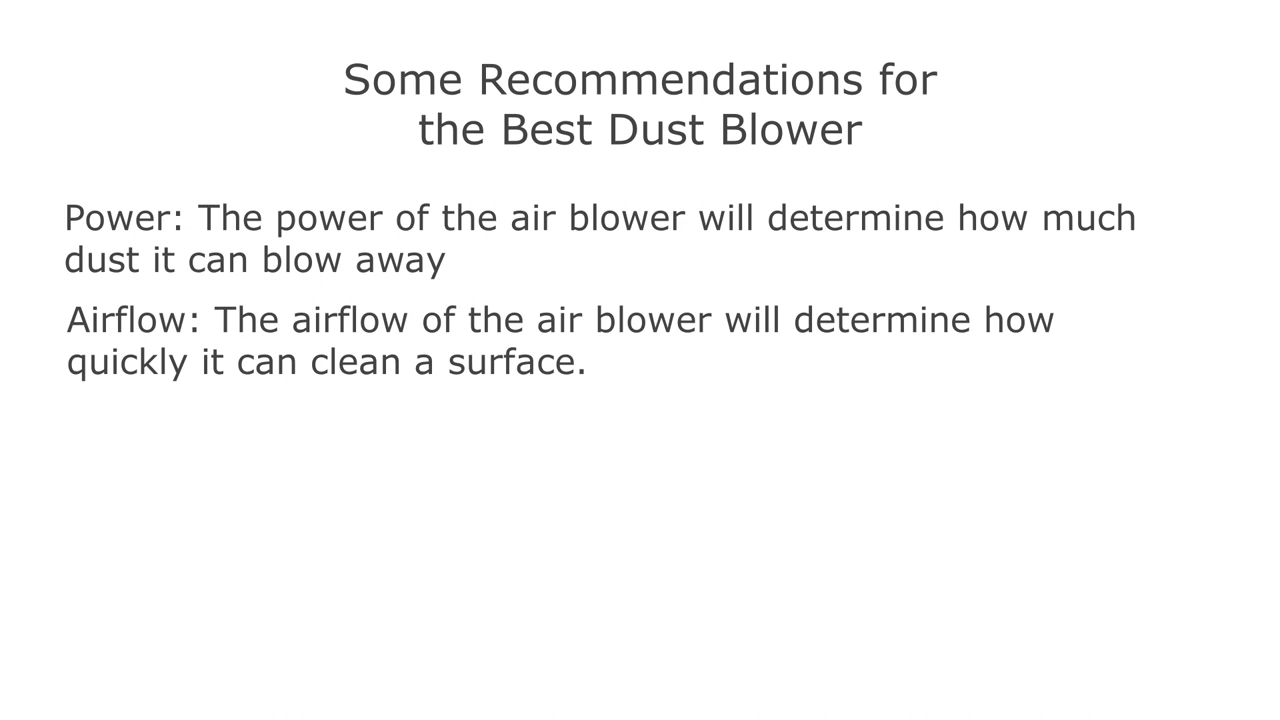 Some Recommendations for
the Best Dust Blower
Power: The power of the air blower will determine how much
dust it can blow away
Airflow: The airflow of the air blower will determine how
quickly it can clean a surface.